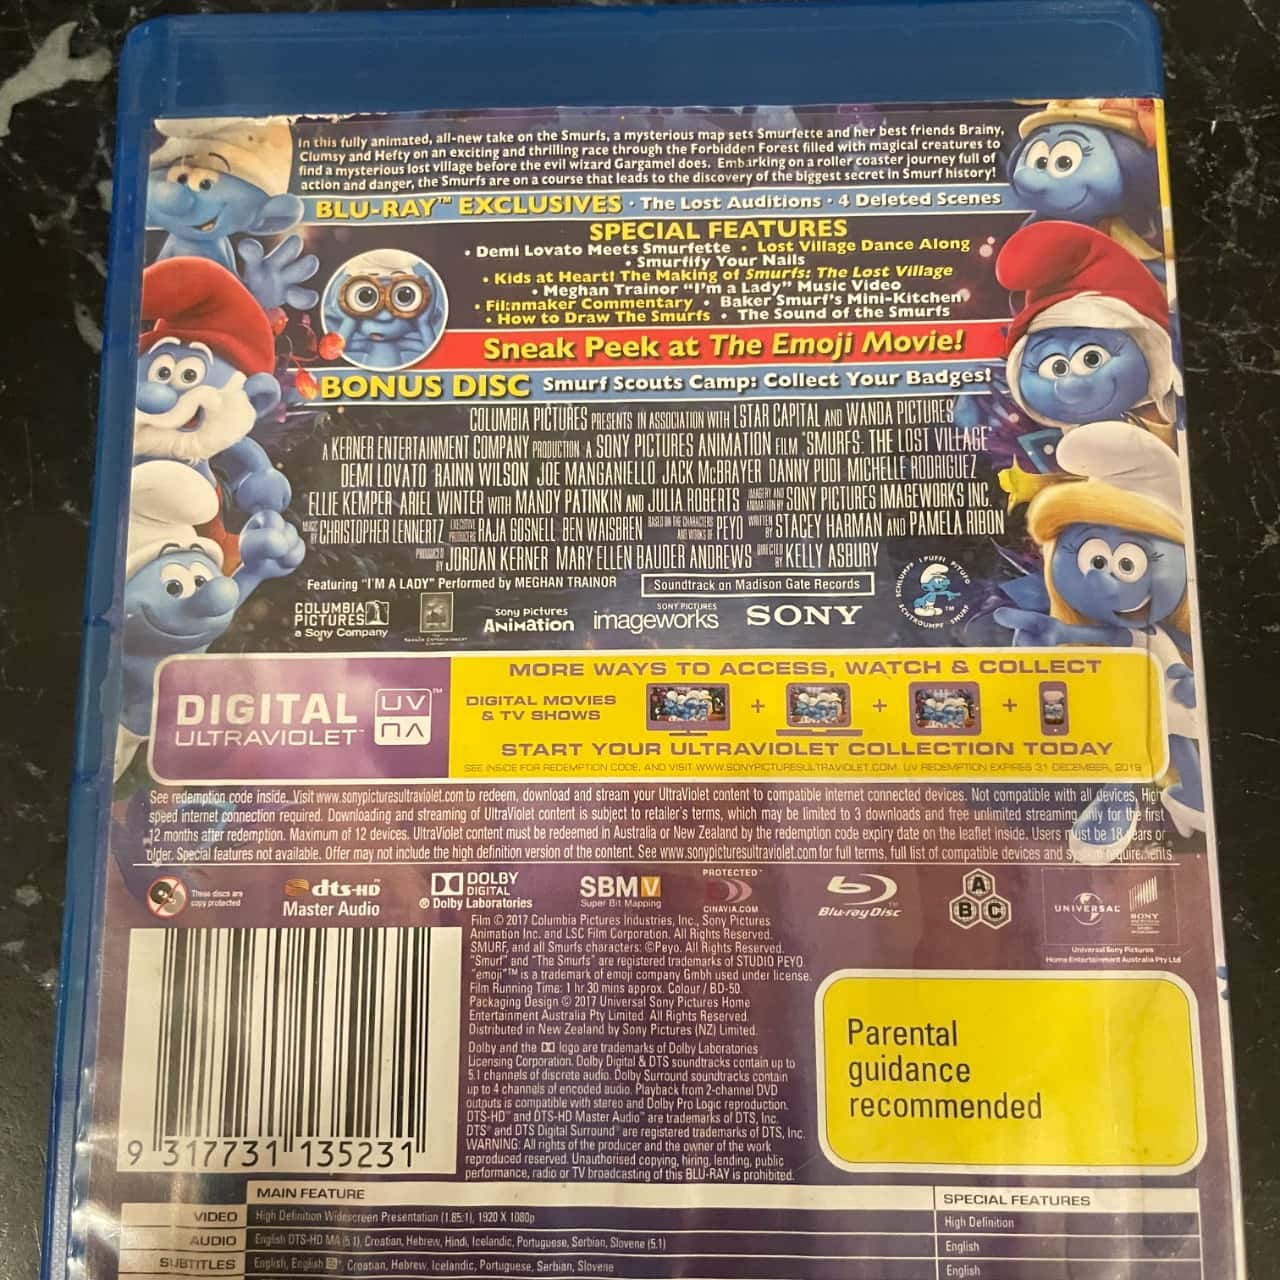 In this fully animated, all-new take on the Smurfs, a mysterious map sets Smurfette and her best friends Brainy,
Clumsy and Hefty on an exciting and thrilling race through the Forbidden Forest filled with magical creatures to
find a mysterious lost village before the evil wizard Gargamel does. Embarking on a roller coaster journey full of
action and danger, the Smurfs are on a course that leads to the discovery of the biggest secret in Smurf history!
BLU-RAY™ EXCLUSIVES • The Lost Auditions • 4 Deleted Scenes
SPECIAL FEATURES
• Demi Lovato Meets Smurfette • Lost Village Dance Along
• Smurfify Your Nails
• Kids at Heart! The Making of Smurfs: The Lost Village
• Meghan Trainor "I'm a Lady" Music Video
• Filmmaker Commentary • Baker Smurf's Mini-Kitchen
• How to Draw The Smurfs • The Sound of the Smurfs
Sneak Peek at The Emoji Movie!
BONUS DISC Smurf Scouts Camp: Collect Your Badges!
COLUMBIA PICTURES PRESENTS IN ASSOCIATION WITH LSTAR CAPITAL AND WANDA PICTURES
A KERNER ENTERTAINMENT COMPANY PRODUCTION A SONY PICTURES ANIMATION FILM "SMURFS: THE LOST VILLAGE"
DEMI LOVATO RAINN WILSON JOE MANGANIELLO JACK McBRAYER DANNY PUDI MICHELLE RODRIGUEZ
ELLIE KEMPER ARIEL WINTER WITH MANDY PATINKIN AND JULIA ROBERTS IMAGERY AND ANIMATION BY SONY PICTURES IMAGEWORKS INC.
MUSIC BY CHRISTOPHER LENNERTZ EXECUTIVE PRODUCERS RAJA GOSNELL BEN WAISBREN BASED ON THE CHARACTERS AND WORKS OF PEYO WRITTEN BY STACEY HARMAN AND PAMELA RIBON
PRODUCED BY JORDAN KERNER MARY ELLEN BAUDER ANDREWS DIRECTED BY KELLY ASBURY
Featuring "I'M A LADY" Performed by MEGHAN TRAINOR Soundtrack on Madison Gate Records
COLUMBIA PICTURES a Sony Company
Sony Pictures Animation
SONY PICTURES imageworks
SONY
SCHLUMPF I PUFFI PITUFO SMURF SCHTROUMPF ™
DIGITAL ULTRAVIOLET™ UV ™
MORE WAYS TO ACCESS, WATCH & COLLECT
DIGITAL MOVIES & TV SHOWS + + +
START YOUR ULTRAVIOLET COLLECTION TODAY
SEE INSIDE FOR REDEMPTION CODE, AND VISIT WWW.SONYPICTURESULTRAVIOLET.COM. UV REDEMPTION EXPIRES 31 DECEMBER, 2019
See redemption code inside. Visit www.sonypicturesultraviolet.com to redeem, download and stream your UltraViolet content to compatible internet connected devices. Not compatible with all devices, High
speed internet connection required. Downloading and streaming of UltraViolet content is subject to retailer's terms, which may be limited to 3 downloads and free unlimited streaming only for the first
12 months after redemption. Maximum of 12 devices. UltraViolet content must be redeemed in Australia or New Zealand by the redemption code expiry date on the leaflet inside. Users must be 18 years or
older. Special features not available. Offer may not include the high definition version of the content. See www.sonypicturesultraviolet.com for full terms, full list of compatible devices and system requirements.
These discs are copy protected
dts-HD Master Audio
DOLBY DIGITAL ® Dolby Laboratories
SBMV Super Bit Mapping
PROTECTED™ CINAVIA.COM
Blu-ray Disc™
A B C
UNIVERSAL SONY
Universal Sony Pictures
Home Entertainment Australia Pty Ltd
Film © 2017 Columbia Pictures Industries, Inc., Sony Pictures
Animation Inc. and LSC Film Corporation. All Rights Reserved.
SMURF, and all Smurfs characters: ©Peyo. All Rights Reserved.
"Smurf" and "The Smurfs" are registered trademarks of STUDIO PEYO.
"emoji"™ is a trademark of emoji company Gmbh used under license.
Film Running Time: 1 hr 30 mins approx. Colour / BD-50.
Packaging Design © 2017 Universal Sony Pictures Home
Entertainment Australia Pty Limited. All Rights Reserved.
Distributed in New Zealand by Sony Pictures (NZ) Limited.
Dolby and the logo are trademarks of Dolby Laboratories
Licensing Corporation. Dolby Digital & DTS soundtracks contain up to
5.1 channels of discrete audio. Dolby Surround soundtracks contain
up to 4 channels of encoded audio. Playback from 2-channel DVD
outputs is compatible with stereo and Dolby Pro Logic reproduction.
DTS-HD™ and DTS-HD Master Audio™ are trademarks of DTS, Inc.
DTS® and DTS Digital Surround® are registered trademarks of DTS, Inc.
WARNING: All rights of the producer and the owner of the work
reproduced reserved. Unauthorised copying, hiring, lending, public
performance, radio or TV broadcasting of this BLU-RAY is prohibited.
9 317731 135231
Parental
guidance
recommended
MAIN FEATURE SPECIAL FEATURES
VIDEO High Definition Widescreen Presentation (1.85:1), 1920 X 1080p High Definition
AUDIO English DTS-HD MA (5.1), Croatian, Hebrew, Hindi, Icelandic, Portuguese, Serbian, Slovene (5.1) English
SUBTITLES English, English, Croatian, Hebrew, Icelandic, Portuguese, Serbian, Slovene English